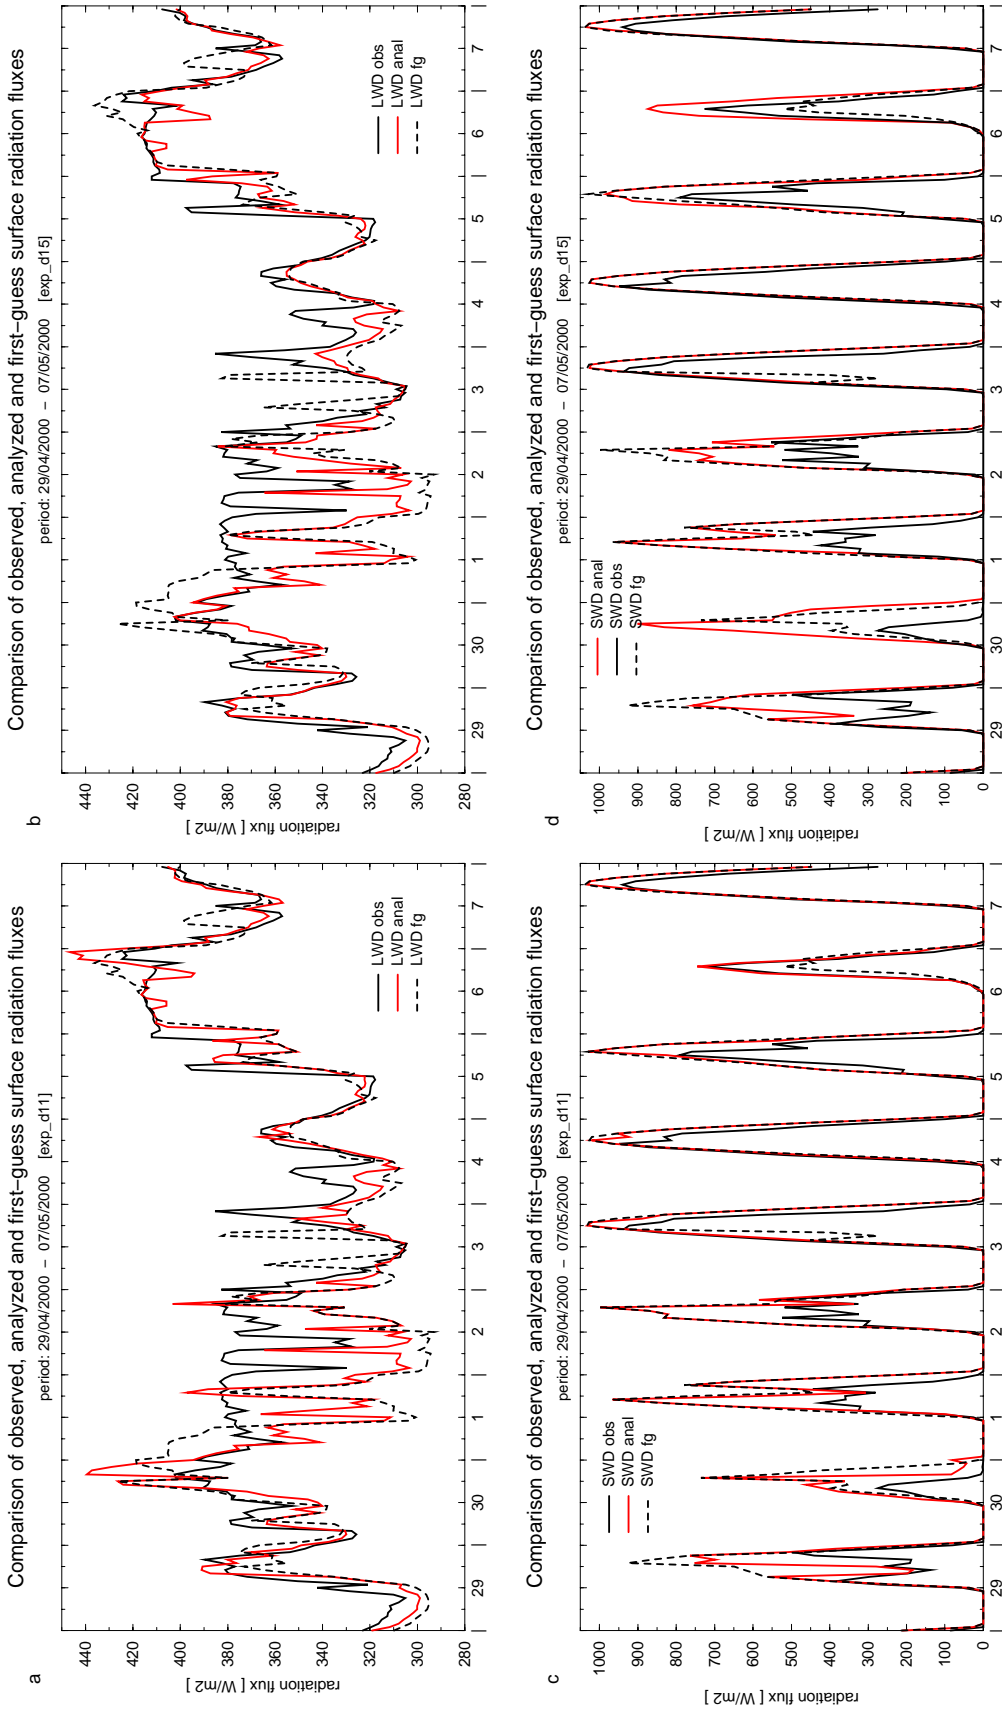 a
Comparison of observed, analyzed and first−guess surface radiation fluxes
period: 29/04/2000 − 07/05/2000 [exp_d11]
radiation flux [ W/m2 ]
440
420
400
380
360
340
320
300
280
29 30 1 2 3 4 5 6 7
LWD obs
LWD anal
LWD fg
b
Comparison of observed, analyzed and first−guess surface radiation fluxes
period: 29/04/2000 − 07/05/2000 [exp_d15]
radiation flux [ W/m2 ]
440
420
400
380
360
340
320
300
280
29 30 1 2 3 4 5 6 7
LWD obs
LWD anal
LWD fg
c
Comparison of observed, analyzed and first−guess surface radiation fluxes
period: 29/04/2000 − 07/05/2000 [exp_d11]
radiation flux [ W/m2 ]
1000
900
800
700
600
500
400
300
200
100
0
29 30 1 2 3 4 5 6 7
SWD obs
SWD anal
SWD fg
d
Comparison of observed, analyzed and first−guess surface radiation fluxes
period: 29/04/2000 − 07/05/2000 [exp_d15]
radiation flux [ W/m2 ]
1000
900
800
700
600
500
400
300
200
100
0
29 30 1 2 3 4 5 6 7
SWD anal
SWD obs
SWD fg